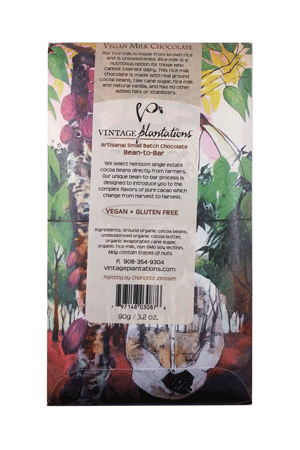 VEGAN MILK CHOCOLATE
Our rice milk is made from brown rice
and is unsweetened. Rice milk is a
nutritious option for those who
cannot tolerate dairy. This rice milk
chocolate is made with real ground
cocoa beans, raw cane sugar, rice milk
and natural vanilla, and has no other
added fats or stabilizers.
VINTAGE plantations
Artisanal Small Batch Chocolate
Bean-to-Bar
We select heirloom single estate
cocoa beans directly from farmers.
Our unique bean-to-bar process is
designed to introduce you to the
complex flavors of pure cacao which
change from harvest to harvest.
VEGAN • GLUTEN FREE
Ingredients: Ground organic cocoa beans,
undeodorized organic cocoa butter,
organic evaporated cane sugar,
organic rice milk, non GMO soy lecithin.
May contain traces of nuts.
P. 908-354-9304
vintageplantations.com
Painting by Charlotta Janssen
90g / 3.2 oz.